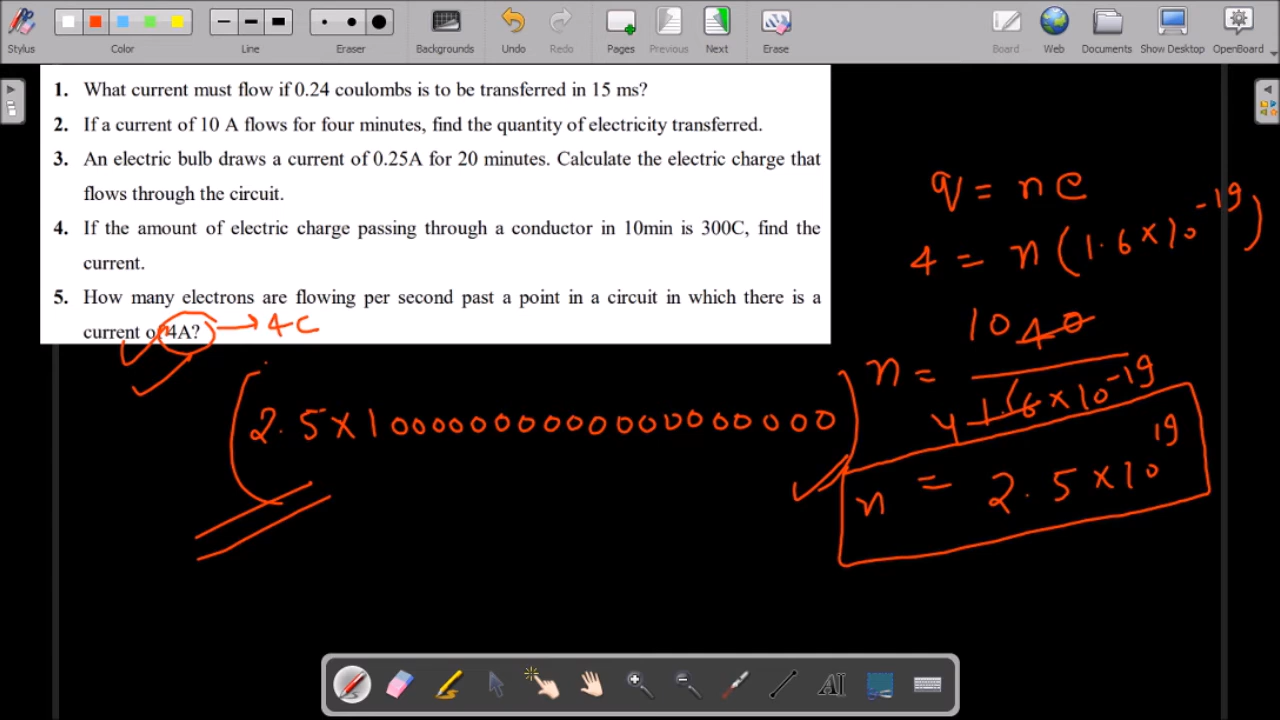 Stylus Color Line Eraser Backgrounds Undo Redo Pages Previous Next Erase Board Web Documents Show Desktop OpenBoard
1. What current must flow if 0.24 coulombs is to be transferred in 15 ms?
2. If a current of 10 A flows for four minutes, find the quantity of electricity transferred.
3. An electric bulb draws a current of 0.25A for 20 minutes. Calculate the electric charge that
flows through the circuit.
4. If the amount of electric charge passing through a conductor in 10min is 300C, find the
current.
5. How many electrons are flowing per second past a point in a circuit in which there is a
current of 4A? → 4C
q = ne
4 = n(1.6×10^-19)
10 40
n =
4 1.6×10^-19
(2.5×10000000000000000000)
n = 2.5×10^19
AI